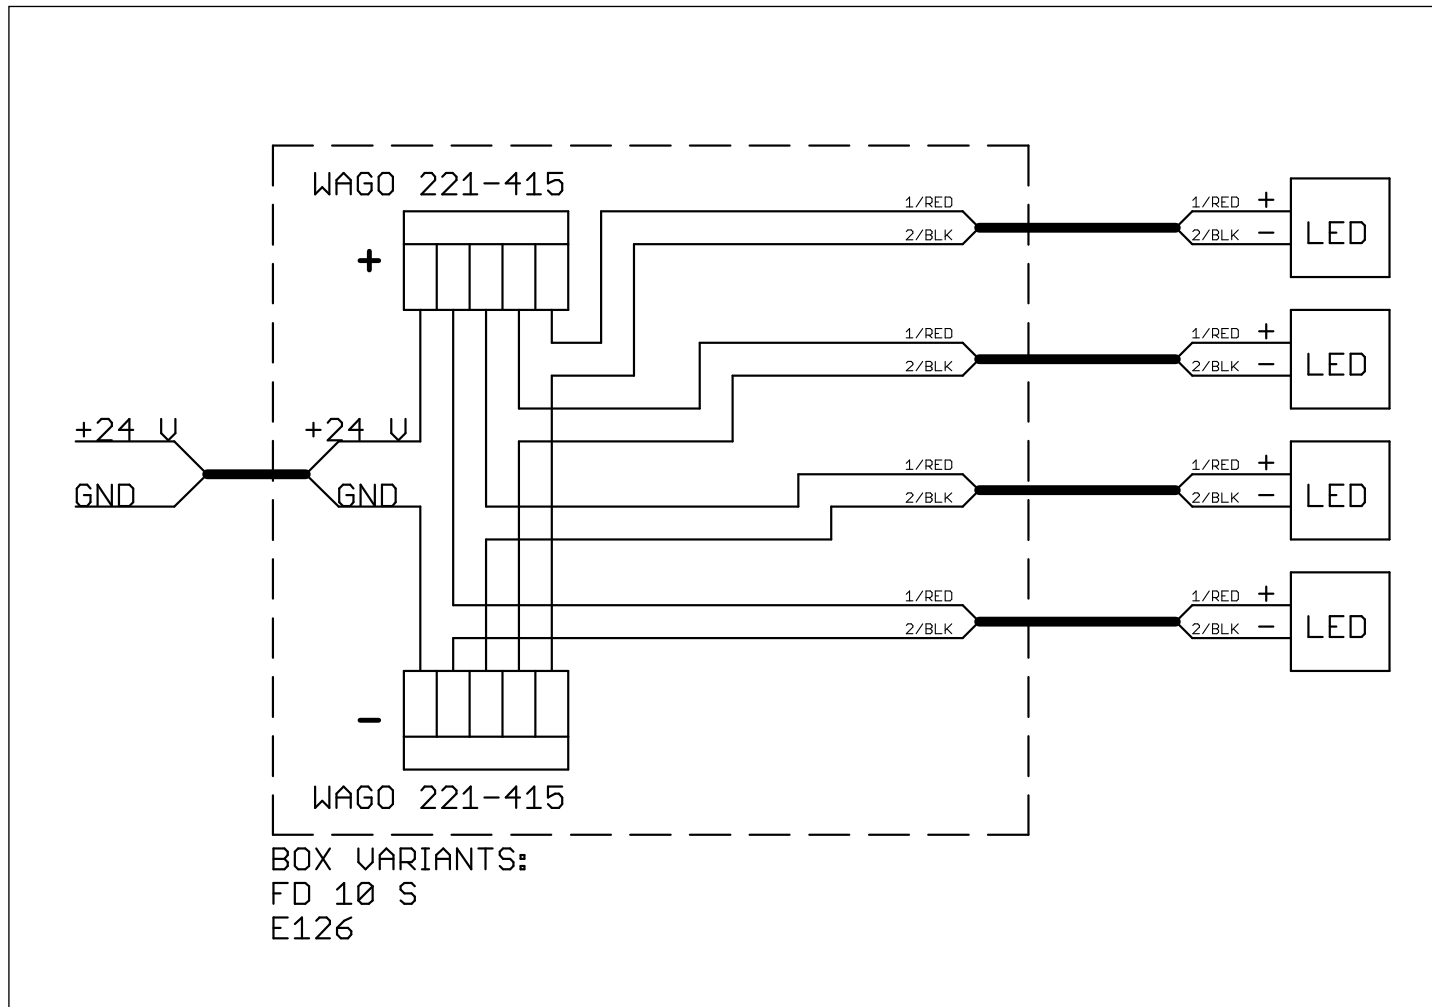 WAGO 221-415
+
1/RED
2/BLK
1/RED +
2/BLK -
LED
1/RED
2/BLK
1/RED +
2/BLK -
LED
+24 V
+24 V
GND
GND
1/RED
2/BLK
1/RED +
2/BLK -
LED
1/RED
2/BLK
1/RED +
2/BLK -
LED
-
WAGO 221-415
BOX VARIANTS:
FD 10 S
E126